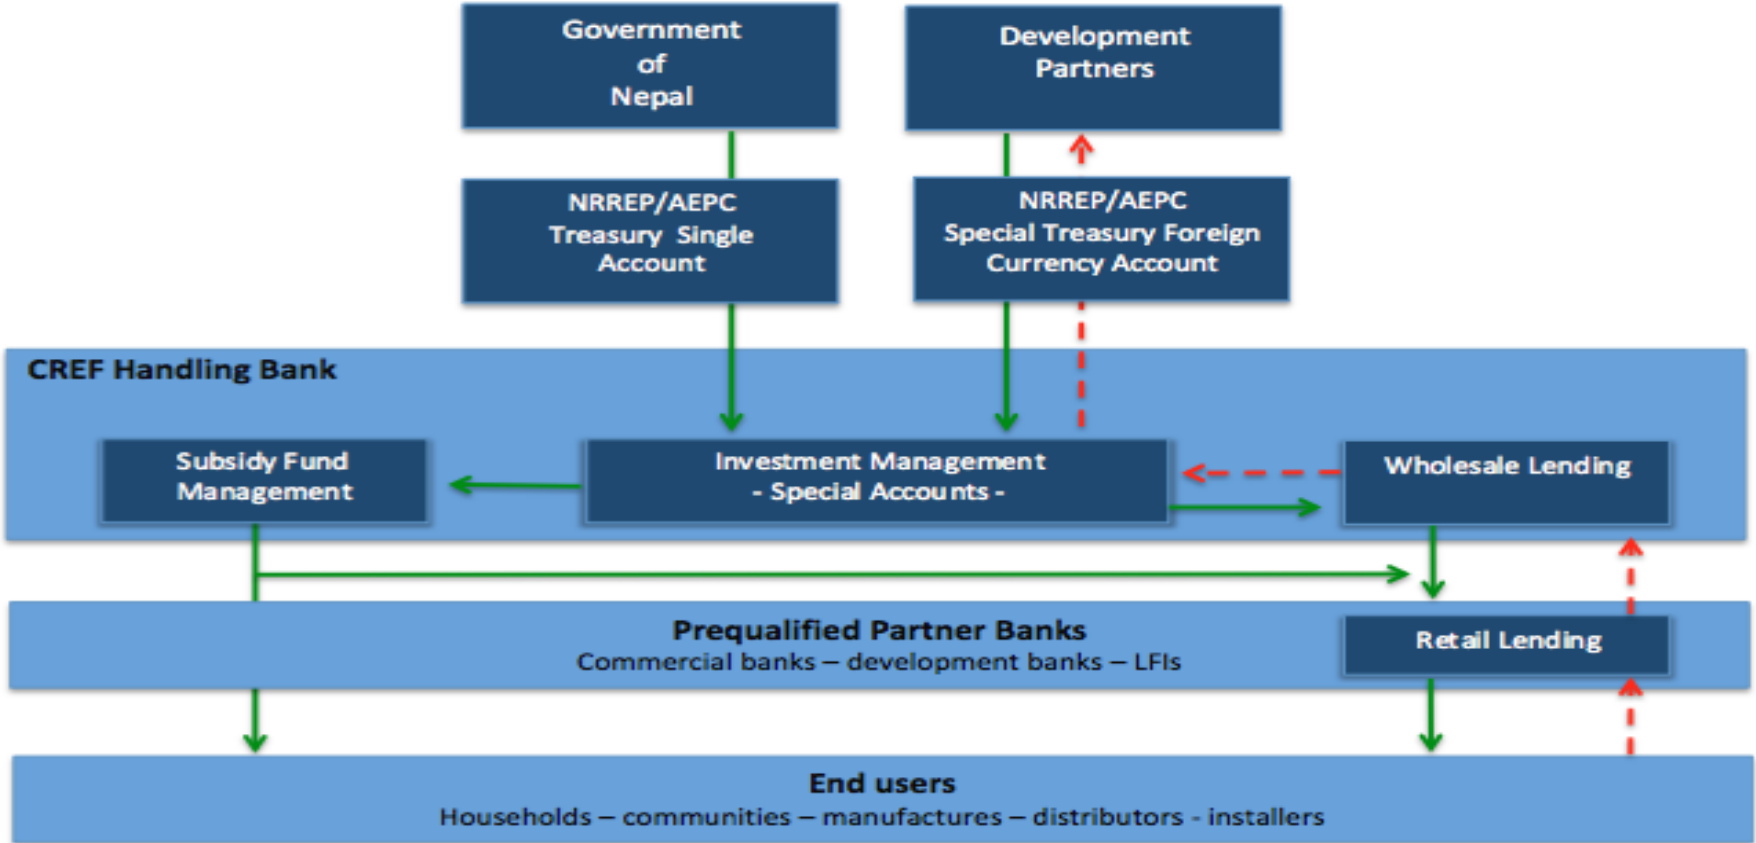 Government
of
Nepal
Development
Partners
NRREP/AEPC
Treasury Single
Account
NRREP/AEPC
Special Treasury Foreign
Currency Account
CREF Handling Bank
Subsidy Fund
Management
Investment Management
- Special Accounts -
Wholesale Lending
Prequalified Partner Banks
Commercial banks – development banks – LFIs
Retail Lending
End users
Households – communities – manufactures – distributors - installers